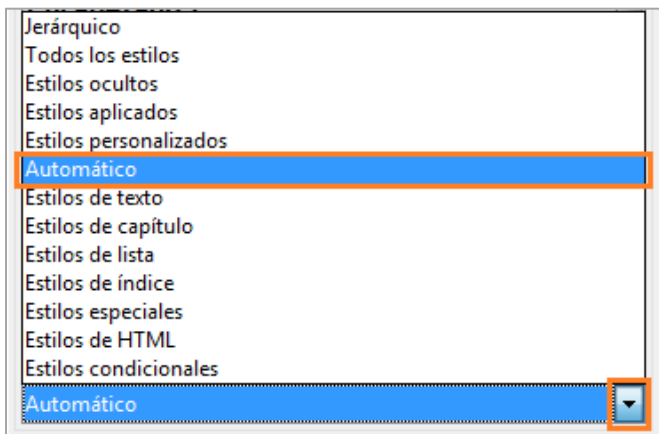 Jerárquico
Todos los estilos
Estilos ocultos
Estilos aplicados
Estilos personalizados
Automático
Estilos de texto
Estilos de capítulo
Estilos de lista
Estilos de índice
Estilos especiales
Estilos de HTML
Estilos condicionales
Automático